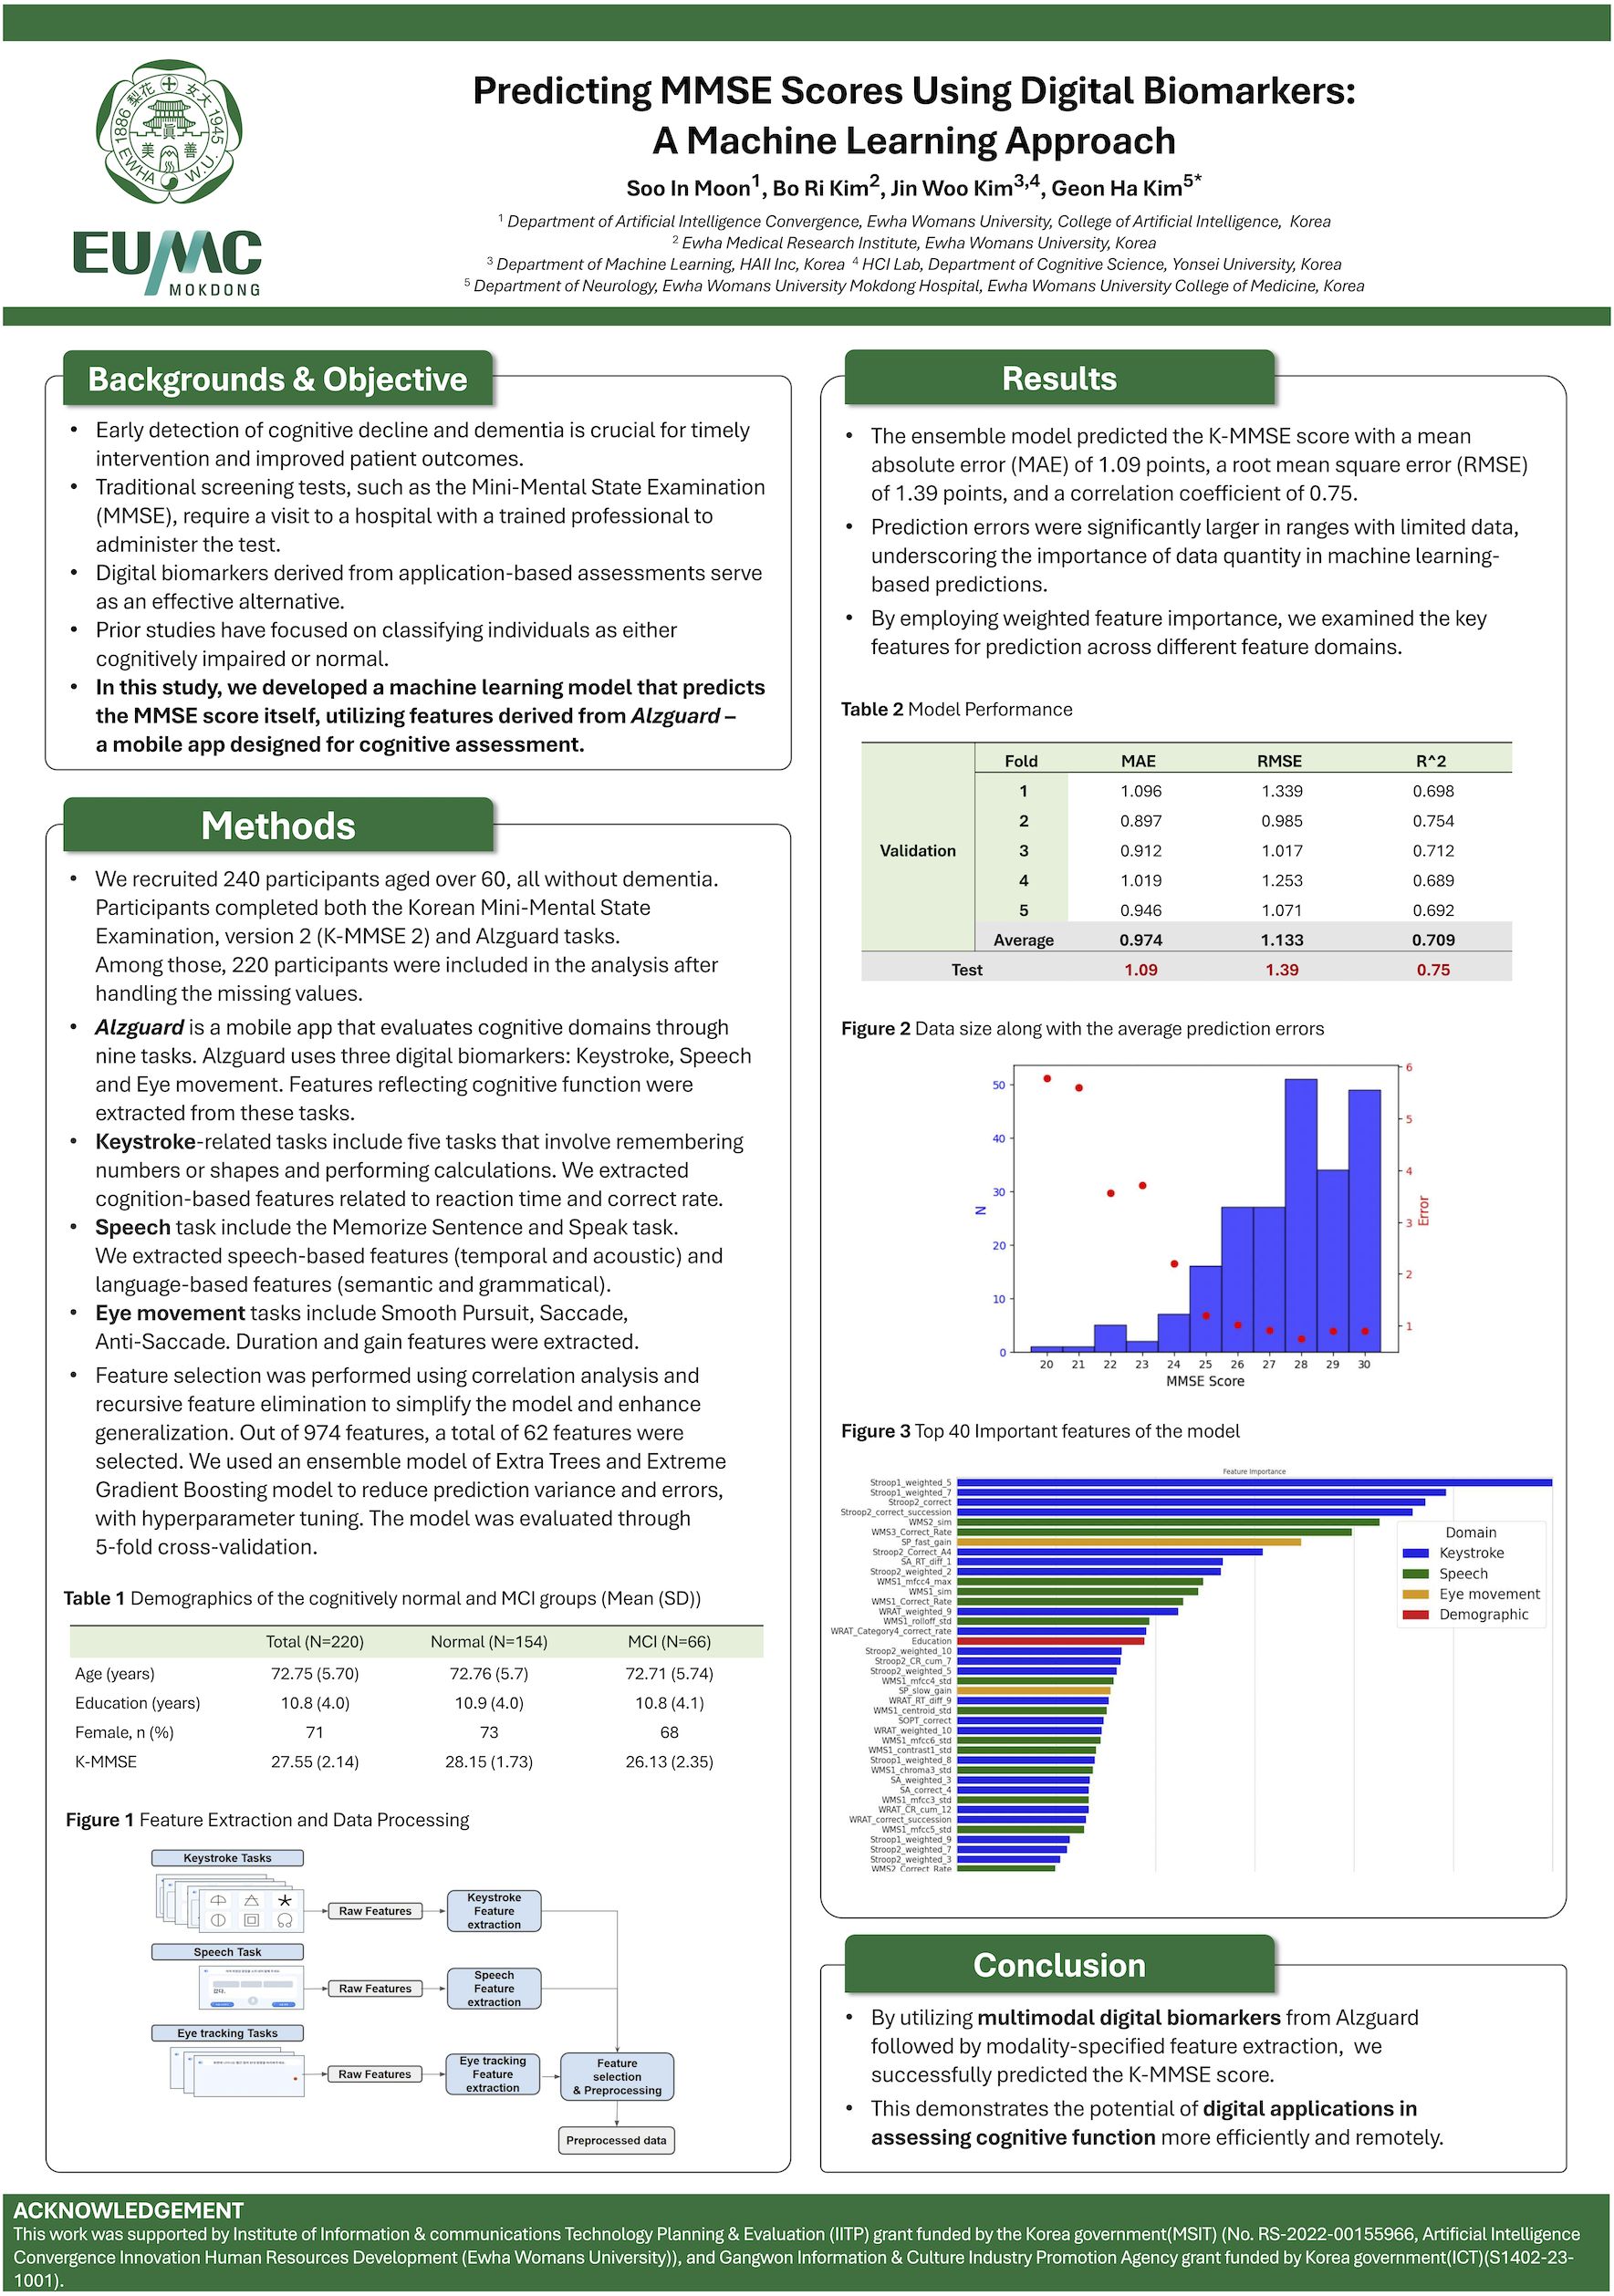 梨花 女大
1886 1945
眞
美 善
EWHA W.U.
EUMC
MOKDONG
Predicting MMSE Scores Using Digital Biomarkers:
A Machine Learning Approach
Soo In Moon1, Bo Ri Kim2, Jin Woo Kim3,4, Geon Ha Kim5*
1 Department of Artificial Intelligence Convergence, Ewha Womans University, College of Artificial Intelligence, Korea
2 Ewha Medical Research Institute, Ewha Womans University, Korea
3 Department of Machine Learning, HAII Inc, Korea 4 HCI Lab, Department of Cognitive Science, Yonsei University, Korea
5 Department of Neurology, Ewha Womans University Mokdong Hospital, Ewha Womans University College of Medicine, Korea
Backgrounds & Objective
• Early detection of cognitive decline and dementia is crucial for timely
intervention and improved patient outcomes.
• Traditional screening tests, such as the Mini-Mental State Examination
(MMSE), require a visit to a hospital with a trained professional to
administer the test.
• Digital biomarkers derived from application-based assessments serve
as an effective alternative.
• Prior studies have focused on classifying individuals as either
cognitively impaired or normal.
• In this study, we developed a machine learning model that predicts
the MMSE score itself, utilizing features derived from Alzguard –
a mobile app designed for cognitive assessment.
Methods
• We recruited 240 participants aged over 60, all without dementia.
Participants completed both the Korean Mini-Mental State
Examination, version 2 (K-MMSE 2) and Alzguard tasks.
Among those, 220 participants were included in the analysis after
handling the missing values.
• Alzguard is a mobile app that evaluates cognitive domains through
nine tasks. Alzguard uses three digital biomarkers: Keystroke, Speech
and Eye movement. Features reflecting cognitive function were
extracted from these tasks.
• Keystroke-related tasks include five tasks that involve remembering
numbers or shapes and performing calculations. We extracted
cognition-based features related to reaction time and correct rate.
• Speech task include the Memorize Sentence and Speak task.
We extracted speech-based features (temporal and acoustic) and
language-based features (semantic and grammatical).
• Eye movement tasks include Smooth Pursuit, Saccade,
Anti-Saccade. Duration and gain features were extracted.
• Feature selection was performed using correlation analysis and
recursive feature elimination to simplify the model and enhance
generalization. Out of 974 features, a total of 62 features were
selected. We used an ensemble model of Extra Trees and Extreme
Gradient Boosting model to reduce prediction variance and errors,
with hyperparameter tuning. The model was evaluated through
5-fold cross-validation.
Table 1 Demographics of the cognitively normal and MCI groups (Mean (SD))
Total (N=220) Normal (N=154) MCI (N=66)
Age (years) 72.75 (5.70) 72.76 (5.7) 72.71 (5.74)
Education (years) 10.8 (4.0) 10.9 (4.0) 10.8 (4.1)
Female, n (%) 71 73 68
K-MMSE 27.55 (2.14) 28.15 (1.73) 26.13 (2.35)
Figure 1 Feature Extraction and Data Processing
Keystroke Tasks
Raw Features
Keystroke
Feature
extraction
Speech Task
Raw Features
Speech
Feature
extraction
Eye tracking Tasks
Raw Features
Eye tracking
Feature
extraction
Feature
selection
& Preprocessing
Preprocessed data
Results
• The ensemble model predicted the K-MMSE score with a mean
absolute error (MAE) of 1.09 points, a root mean square error (RMSE)
of 1.39 points, and a correlation coefficient of 0.75.
• Prediction errors were significantly larger in ranges with limited data,
underscoring the importance of data quantity in machine learning-
based predictions.
• By employing weighted feature importance, we examined the key
features for prediction across different feature domains.
Table 2 Model Performance
Fold MAE RMSE R^2
1 1.096 1.339 0.698
2 0.897 0.985 0.754
Validation 3 0.912 1.017 0.712
4 1.019 1.253 0.689
5 0.946 1.071 0.692
Average 0.974 1.133 0.709
Test 1.09 1.39 0.75
Figure 2 Data size along with the average prediction errors
50
40
30
20
10
0
N
6
5
4
3
2
1
Error
20 21 22 23 24 25 26 27 28 29 30
MMSE Score
Figure 3 Top 40 Important features of the model
Feature Importance
Stroop1_weighted_5
Stroop1_weighted_7
Stroop2_correct
Stroop2_correct_succession
WMS2_sim
WMS3_Correct_Rate
SP_fast_gain
Stroop2_Correct_A4
SA_RT_diff_1
Stroop2_weighted_2
WMS1_mfcc4_max
WMS1_sim
WMS1_Correct_Rate
WRAT_weighted_9
WMS1_rolloff_std
WRAT_Category4_correct_rate
Education
Stroop2_weighted_10
Stroop2_CR_cum_7
Stroop2_weighted_5
WMS1_mfcc4_std
SP_slow_gain
WRAT_RT_diff_9
WMS1_centroid_std
SOPT_correct
WRAT_weighted_10
WMS1_mfcc6_std
WMS1_contrast1_std
Stroop1_weighted_8
WMS1_chroma3_std
SA_weighted_3
SA_correct_4
WMS1_mfcc3_std
WRAT_CR_cum_12
WRAT_correct_succession
WMS1_mfcc5_std
Stroop1_weighted_9
Stroop2_weighted_7
Stroop2_weighted_3
WMS2_Correct_Rate
Domain
Keystroke
Speech
Eye movement
Demographic
Conclusion
• By utilizing multimodal digital biomarkers from Alzguard
followed by modality-specified feature extraction, we
successfully predicted the K-MMSE score.
• This demonstrates the potential of digital applications in
assessing cognitive function more efficiently and remotely.
ACKNOWLEDGEMENT
This work was supported by Institute of Information & communications Technology Planning & Evaluation (IITP) grant funded by the Korea government(MSIT) (No. RS-2022-00155966, Artificial Intelligence
Convergence Innovation Human Resources Development (Ewha Womans University)), and Gangwon Information & Culture Industry Promotion Agency grant funded by Korea government(ICT)(S1402-23-
1001).